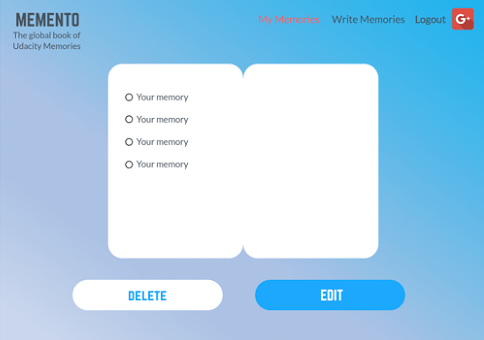 MEMENTO
The global book of
Udacity Memories
My Memories Write Memories Logout G+
Your memory
Your memory
Your memory
Your memory
DELETE EDIT